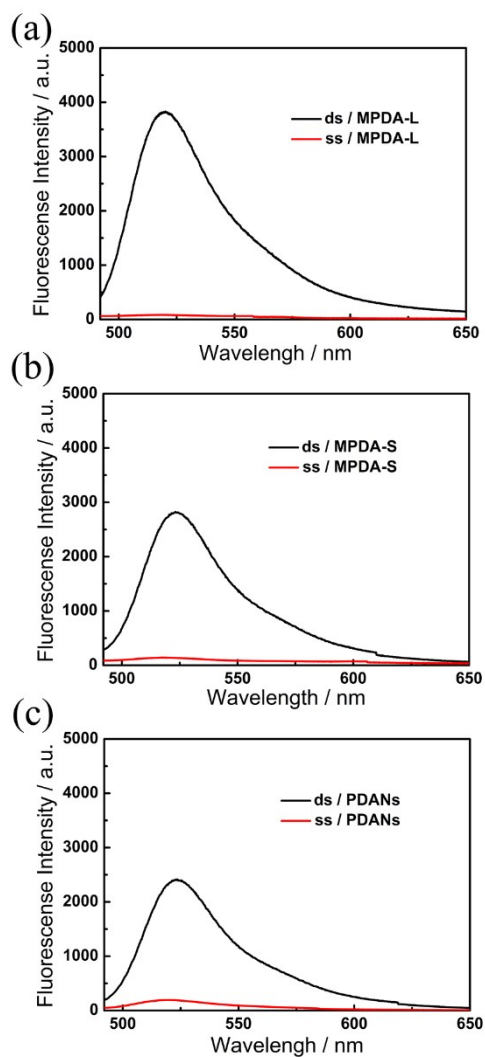 (a)
5000
4000
3000
2000
1000
0
Fluorescense Intensity / a.u.
ds / MPDA-L
ss / MPDA-L
500 550 600 650
Wavelengh / nm
(b)
5000
4000
3000
2000
1000
0
Fluorescense Intensity / a.u.
ds / MPDA-S
ss / MPDA-S
500 550 600 650
Wavelength / nm
(c)
5000
4000
3000
2000
1000
0
Fluorescense Intensity / a.u.
ds / PDANs
ss / PDANs
500 550 600 650
Wavelength / nm